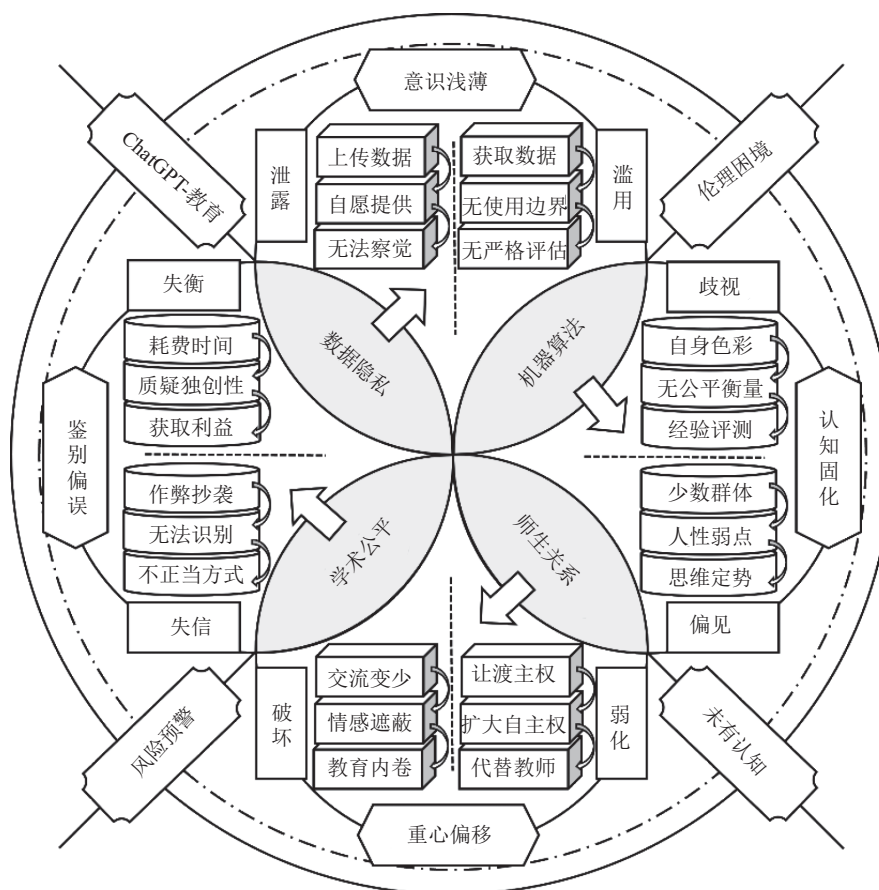 意识浅薄
ChatGPT-教育
伦理困境
泄露
上传数据
自愿提供
无法察觉
获取数据
无使用边界
无严格评估
滥用
失衡
耗费时间
质疑独创性
获取利益
数据隐私
机器算法
歧视
自身色彩
无公平衡量
经验评测
鉴别偏误
认知固化
作弊抄袭
无法识别
不正当方式
失信
学术公平
师生关系
少数群体
人性弱点
思维定势
偏见
风险预警
破坏
交流变少
情感遮蔽
教育内卷
让渡主权
扩大自主权
代替教师
弱化
未有认知
重心偏移